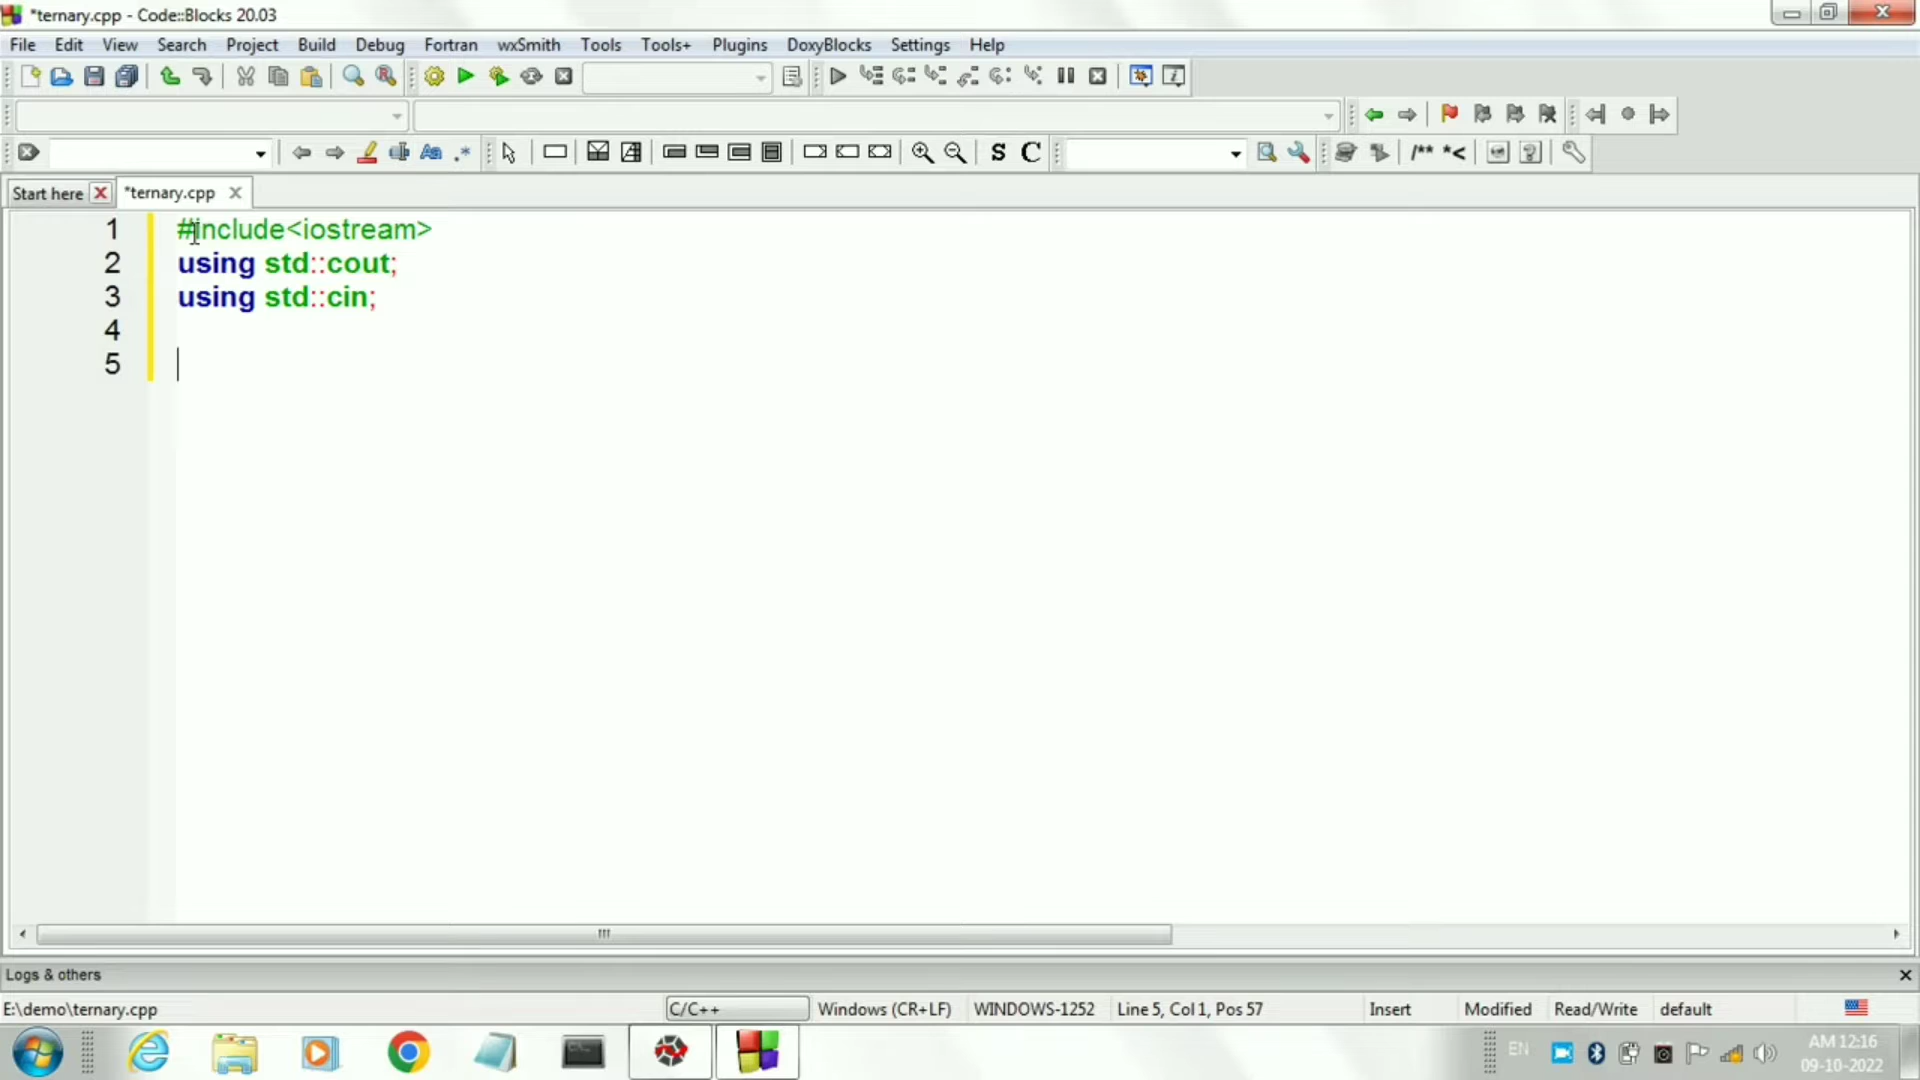 *ternary.cpp - Code::Blocks 20.03
File Edit View Search Project Build Debug Fortran wxSmith Tools Tools+ Plugins DoxyBlocks Settings Help
/** *<
S C
Start here *ternary.cpp
1 #include<iostream>
2 using std::cout;
3 using std::cin;
4
5
Logs & others
E:\demo\ternary.cpp C/C++ Windows (CR+LF) WINDOWS-1252 Line 5, Col 1, Pos 57 Insert Modified Read/Write default
EN AM 12:16
09-10-2022